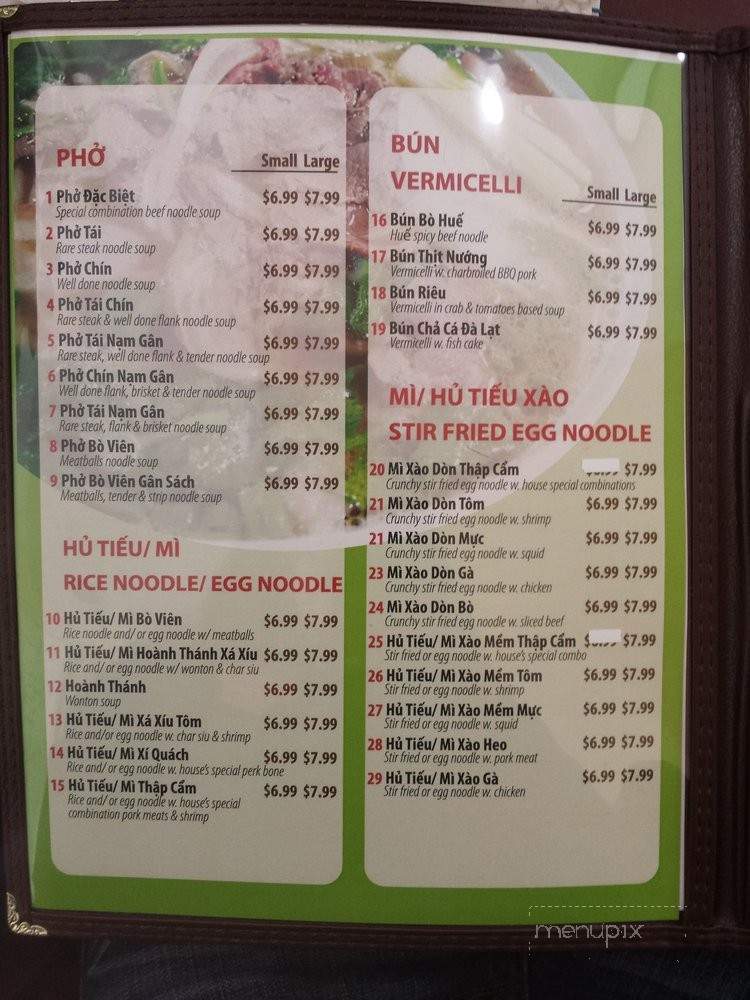 PHỞ
Small Large
1 Phở Đặc Biệt $6.99 $7.99
Special combination beef noodle soup
2 Phở Tái $6.99 $7.99
Rare steak noodle soup
3 Phở Chín $6.99 $7.99
Well done noodle soup
4 Phở Tái Chín $6.99 $7.99
Rare steak & well done flank noodle soup
5 Phở Tái Nạm Gân $6.99 $7.99
Rare steak, well done flank & tender noodle soup
6 Phở Chín Nạm Gân $6.99 $7.99
Well done flank, brisket & tender noodle soup
7 Phở Tái Nạm Gân $6.99 $7.99
Rare steak, flank & brisket noodle soup
8 Phở Bò Viên $6.99 $7.99
Meatballs noodle soup
9 Phở Bò Viên Gân Sách $6.99 $7.99
Meatballs, tender & strip noodle soup
HỦ TIẾU/ MÌ
RICE NOODLE/ EGG NOODLE
10 Hủ Tiếu/ Mì Bò Viên $6.99 $7.99
Rice noodle and/ or egg noodle w/ meatballs
11 Hủ Tiếu/ Mì Hoành Thánh Xá Xíu $6.99 $7.99
Rice and/ or egg noodle w/ wonton & char siu
12 Hoành Thánh $6.99 $7.99
Wonton soup
13 Hủ Tiếu/ Mì Xá Xíu Tôm $6.99 $7.99
Rice and/or egg noodle w. char siu & shrimp
14 Hủ Tiếu/ Mì Xí Quách $6.99 $7.99
Rice and/ or egg noodle w. house's special perk bone
15 Hủ Tiếu/ Mì Thập Cẩm $6.99 $7.99
Rice and/ or egg noodle w. house's special
combination pork meats & shrimp
BÚN
VERMICELLI
Small Large
16 Bún Bò Huế $6.99 $7.99
Huế spicy beef noodle
17 Bún Thịt Nướng $6.99 $7.99
Vermicelli w. charbroiled BBQ pork
18 Bún Riêu $6.99 $7.99
Vermicelli in crab & tomatoes based soup
19 Bún Chả Cá Đà Lạt $6.99 $7.99
Vermicelli w. fish cake
MÌ/ HỦ TIẾU XÀO
STIR FRIED EGG NOODLE
20 Mì Xào Dòn Thập Cẩm $7.99
Crunchy stir fried egg noodle w. house special combinations
21 Mì Xào Dòn Tôm $6.99 $7.99
Crunchy stir fried egg noodle w. shrimp
21 Mì Xào Dòn Mực $6.99 $7.99
Crunchy stir fried egg noodle w. squid
23 Mì Xào Dòn Gà $6.99 $7.99
Crunchy stir fried egg noodle w. chicken
24 Mì Xào Dòn Bò $6.99 $7.99
Crunchy stir fried egg noodle w. sliced beef
25 Hủ Tiếu/ Mì Xào Mềm Thập Cẩm $7.99
Stir fried or egg noodle w. house's special combo
26 Hủ Tiếu/ Mì Xào Mềm Tôm $6.99 $7.99
Stir fried or egg noodle w. shrimp
27 Hủ Tiếu/ Mì Xào Mềm Mực $6.99 $7.99
Stir fried or egg noodle w. squid
28 Hủ Tiếu/ Mì Xào Heo $6.99 $7.99
Stir fried or egg noodle w. pork meat
29 Hủ Tiếu/ Mì Xào Gà $6.99 $7.99
Stir fried or egg noodle w. chicken
menupix